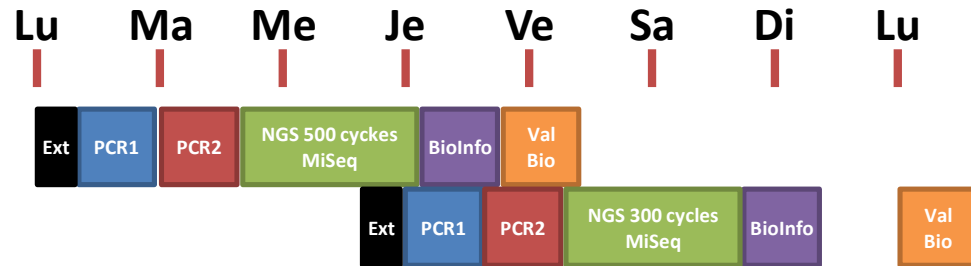 Lu Ma Me Je Ve Sa Di Lu
Ext PCR1 PCR2 NGS 500 cyckes BioInfo Val
MiSeq Bio
Ext PCR1 PCR2 NGS 300 cycles BioInfo Val
MiSeq Bio